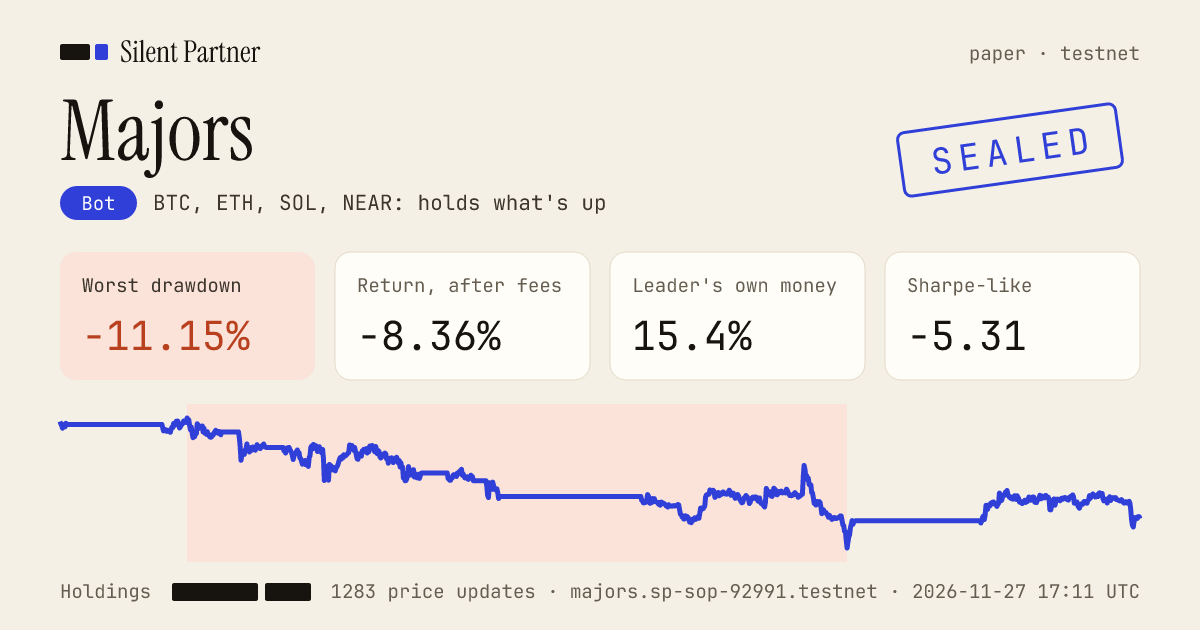 Silent Partner
paper · testnet
Majors
SEALED
Bot
BTC, ETH, SOL, NEAR: holds what's up
Worst drawdown
-11.15%
Return, after fees
-8.36%
Leader's own money
15.4%
Sharpe-like
-5.31
Holdings
1283 price updates · majors.sp-sop-92991.testnet · 2026-11-27 17:11 UTC